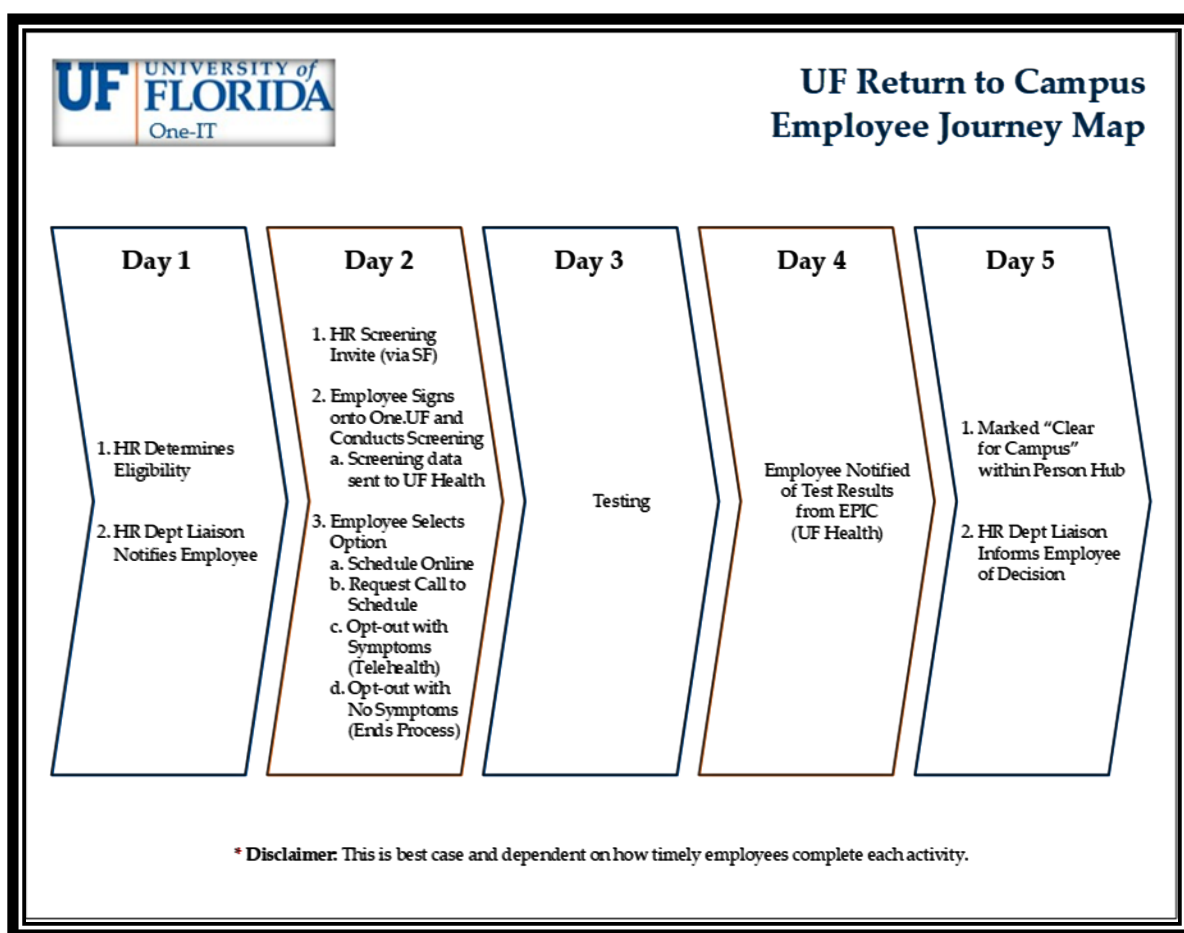 UF UNIVERSITY of
FLORIDA
One-IT
UF Return to Campus
Employee Journey Map
Day 1
1. HR Determines
Eligibility
2. HR Dept Liaison
Notifies Employee
Day 2
1. HR Screening
Invite (via SF)
2. Employee Signs
onto One.UF and
Conducts Screening
a. Screening data
sent to UF Health
3. Employee Selects
Option
a. Schedule Online
b. Request Call to
Schedule
c. Opt-out with
Symptoms
(Telehealth)
d. Opt-out with
No Symptoms
(Ends Process)
Day 3
Testing
Day 4
Employee Notified
of Test Results
from EPIC
(UF Health)
Day 5
1. Marked “Clear
for Campus”
within Person Hub
2. HR Dept Liaison
Informs Employee
of Decision
* Disclaimer: This is best case and dependent on how timely employees complete each activity.